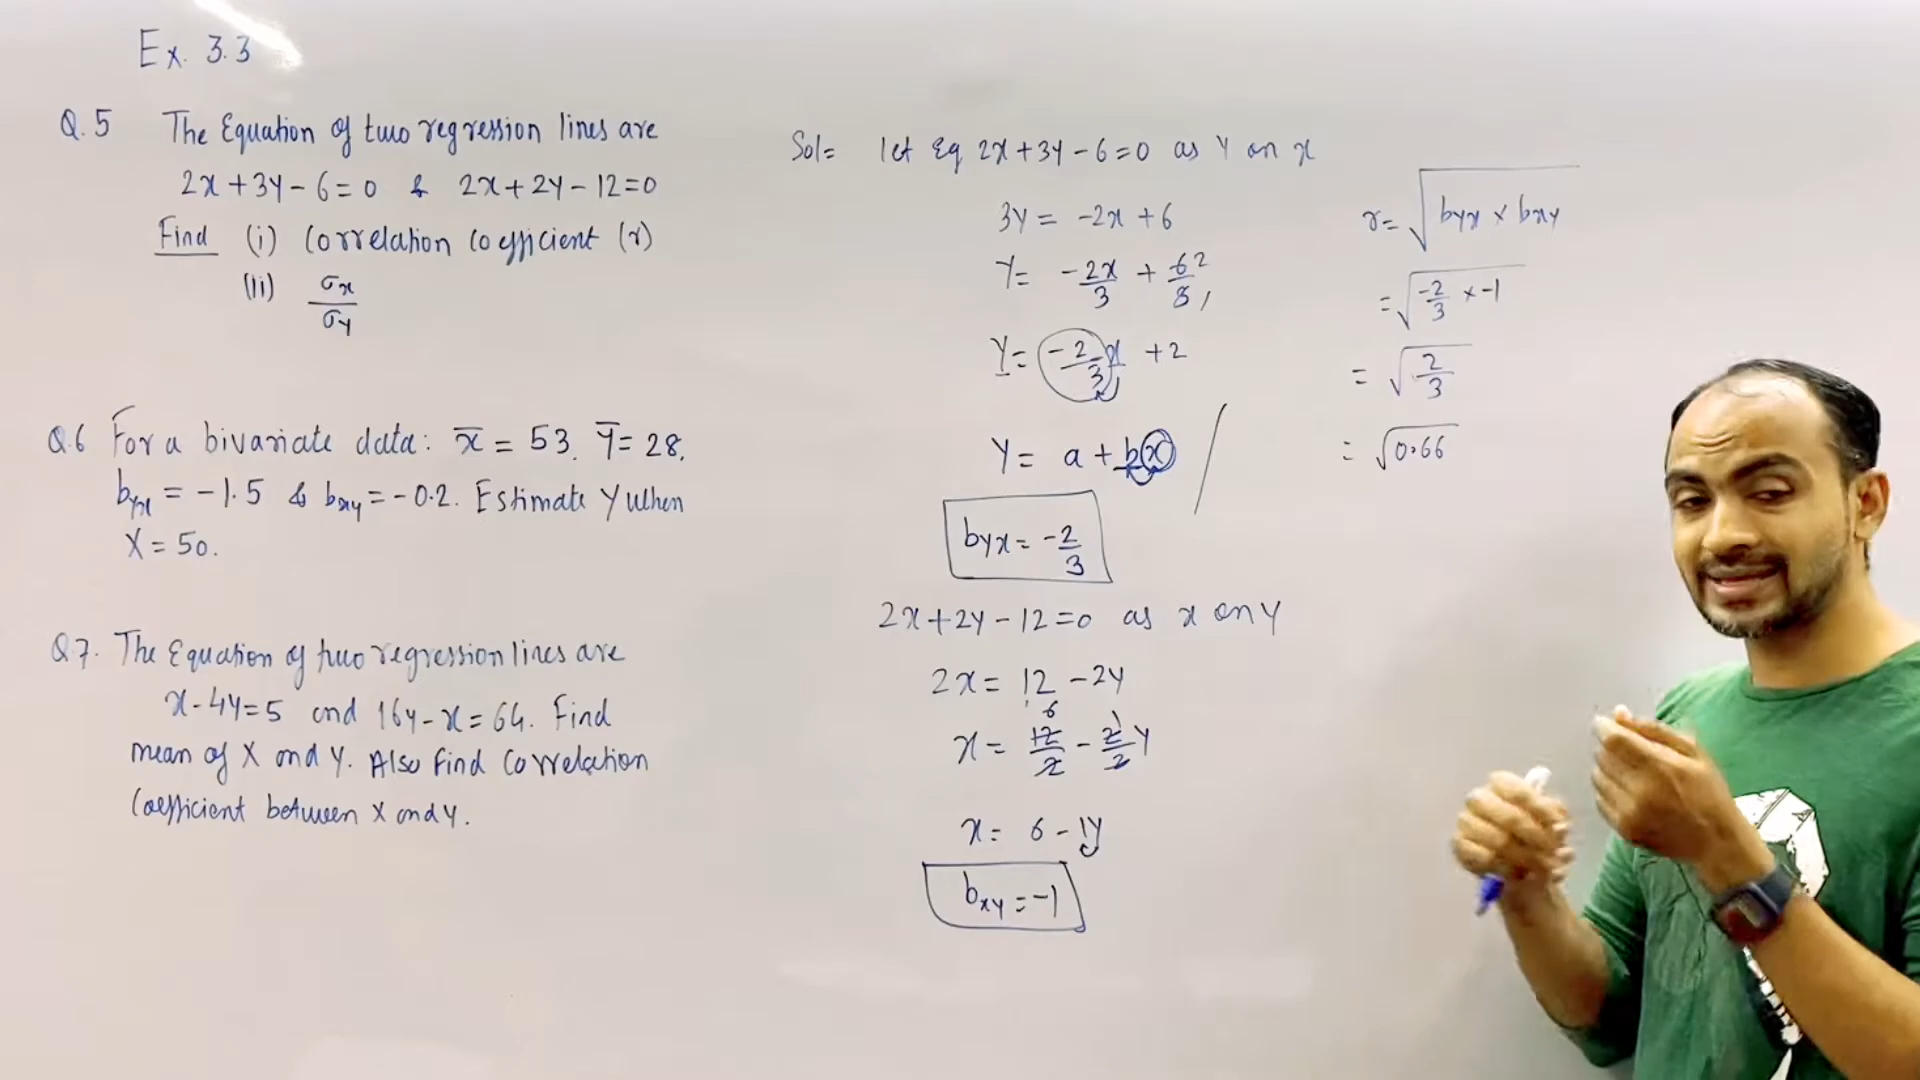 Ex. 3.3
Q.5 The Equation of two regression lines are
2x+3y-6=0 & 2x+2y-12=0
Find (i) Correlation Coefficient (r)
(ii) σx/σy
Q.6 For a bivariate data: x̄ = 53. Ȳ= 28.
byx = -1.5 & bxy = -0.2. Estimate Y when
X = 50.
Q.7. The Equation of two regression lines are
x-4y=5 and 16y-x=64. Find
mean of X and Y. Also find Correlation
Coefficient between X and Y.
Sol= let Eq 2x+3y-6=0 as Y on x
3Y = -2x +6
Y= -2x/3 + 6/3 2
Y= -2/3 x +2
Y= a + bx
byx = -2/3
2x+2y-12=0 as x on y
2x= 12 -2y
x= 12/2 6 - 2/2 1 y
x= 6 - 1y
bxy = -1
r= √byx × bxy
= √-2/3 × -1
= √2/3
= √0.66